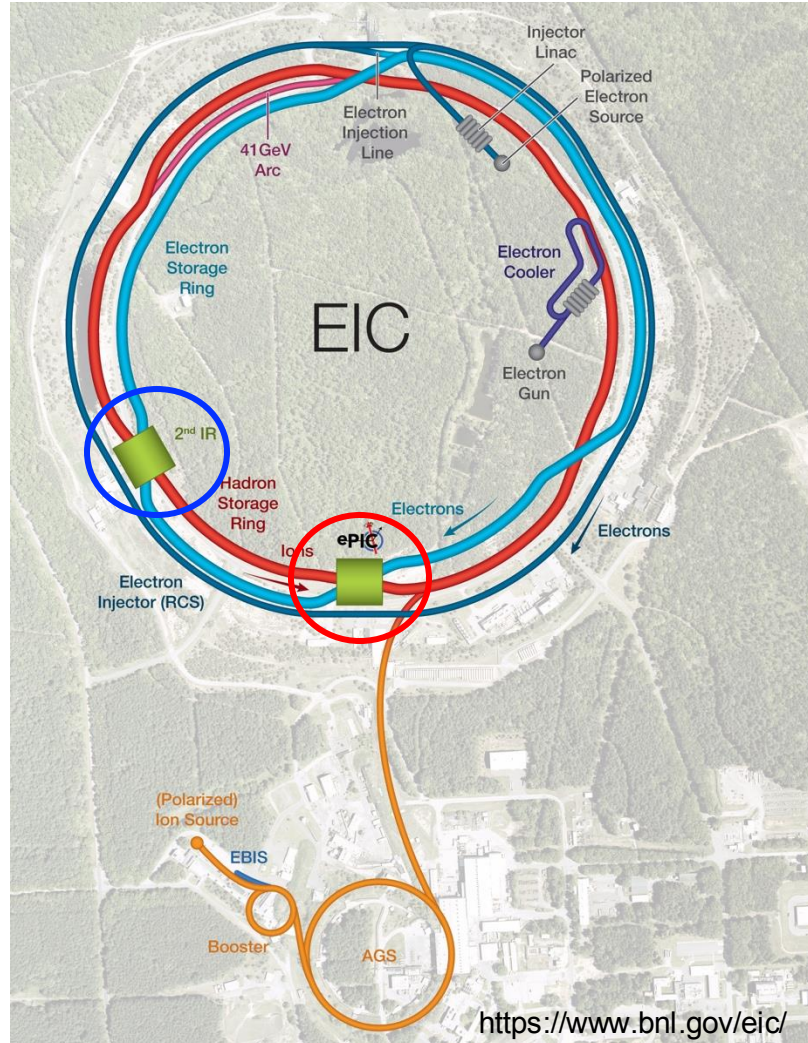 Injector
Linac
Polarized
Electron
Source
Electron
Injection
Line
41GeV
Arc
Electron
Storage
Ring
Electron
Cooler
EIC
Electron
Gun
2nd IR
Hadron
Storage
Ring
Electrons
Electrons
ePIC
Ions
Electron
Injector (RCS)
(Polarized)
Ion Source
EBIS
Booster
AGS
https://www.bnl.gov/eic/